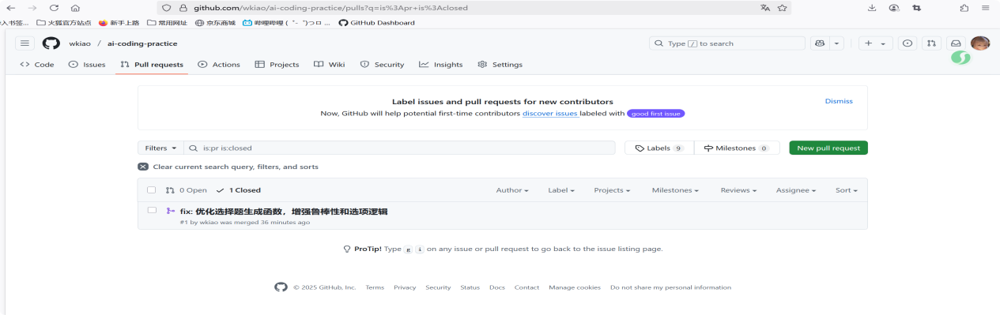 github.com/wkiao/ai-coding-practice/pulls?q=is%3Apr+is%3Aclosed
入书签... 火狐官方站点 新手上路 常用网址 京东商城 哔哩哔哩 ( ゜- ゜)つロ ... GitHub Dashboard
wkiao / ai-coding-practice Type / to search
Code Issues Pull requests Actions Projects Wiki Security Insights Settings
Label issues and pull requests for new contributors Dismiss
Now, GitHub will help potential first-time contributors discover issues labeled with good first issue
Filters is:pr is:closed Labels 9 Milestones 0 New pull request
Clear current search query, filters, and sorts
0 Open 1 Closed Author Label Projects Milestones Reviews Assignee Sort
fix: 优化选择题生成函数，增强鲁棒性和选项逻辑
#1 by wkiao was merged 36 minutes ago
ProTip! Type g i on any issue or pull request to go back to the issue listing page.
© 2025 GitHub, Inc. Terms Privacy Security Status Docs Contact Manage cookies Do not share my personal information